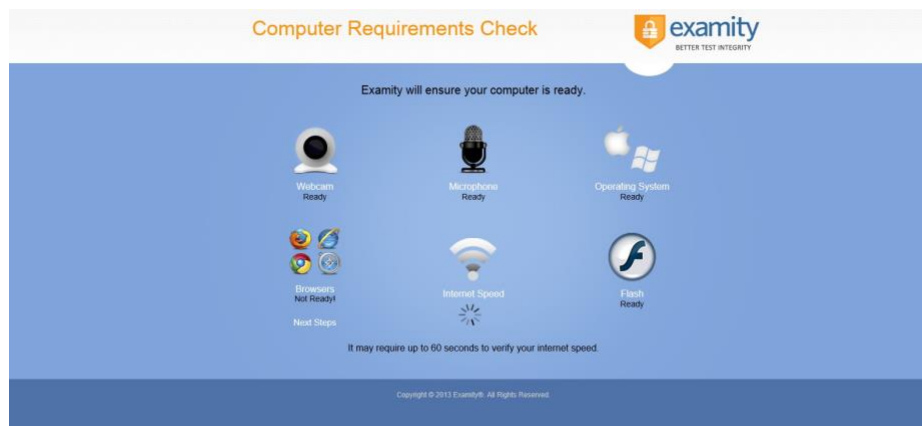 Computer Requirements Check
examity
BETTER TEST INTEGRITY
Examity will ensure your computer is ready.
Webcam
Ready
Microphone
Ready
Operating System
Ready
Browsers
Not Ready!
Next Steps
Internet Speed
Flash
Ready
It may require up to 60 seconds to verify your internet speed.
Copyright © 2013 Examity®. All Rights Reserved.